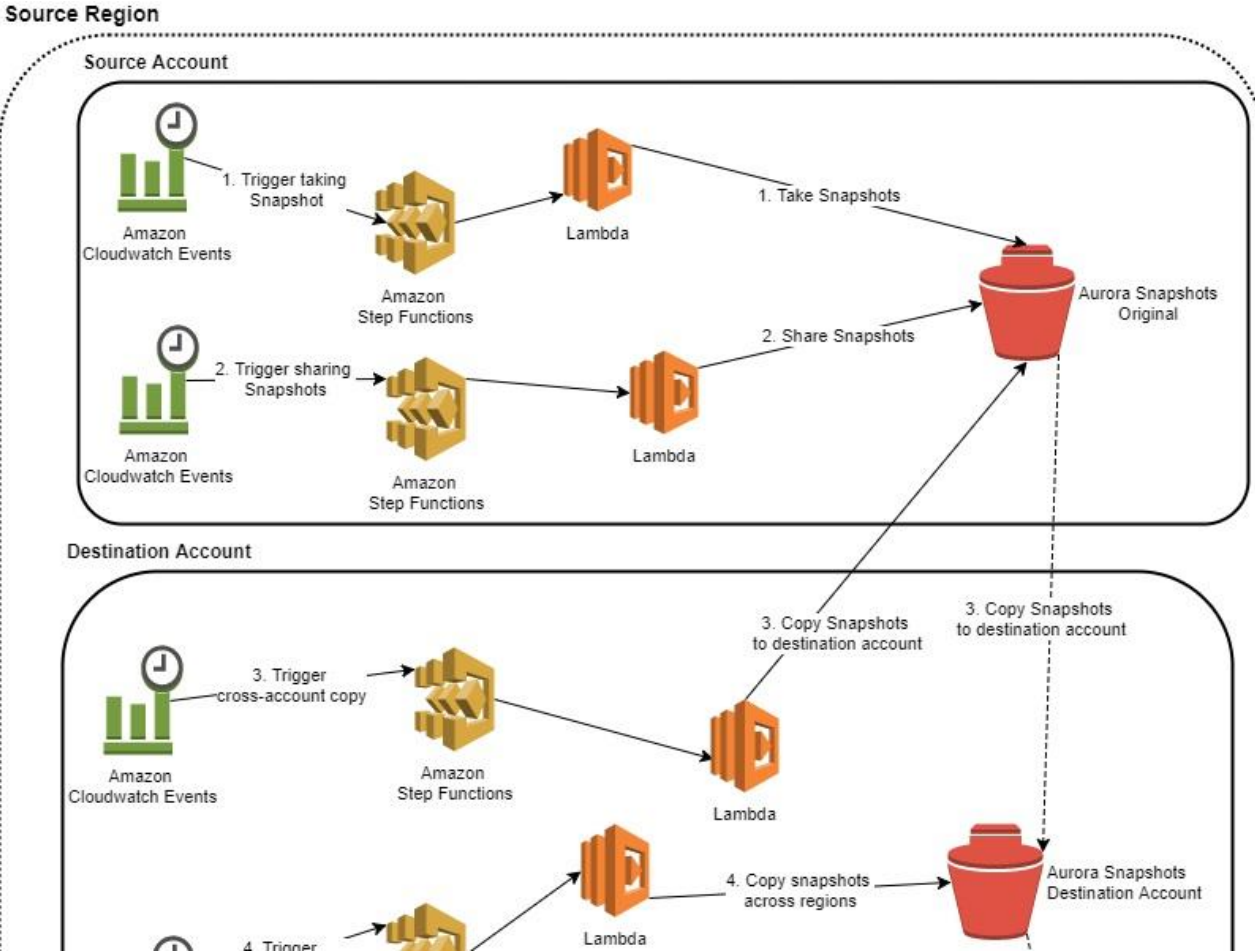 Source Region
Source Account
1. Trigger taking
Snapshot
Amazon
Cloudwatch Events
Amazon
Step Functions
Lambda
1. Take Snapshots
Aurora Snapshots
Original
2. Trigger sharing
Snapshots
Amazon
Cloudwatch Events
Amazon
Step Functions
Lambda
2. Share Snapshots
Destination Account
3. Trigger
cross-account copy
Amazon
Cloudwatch Events
Amazon
Step Functions
Lambda
3. Copy Snapshots
to destination account
3. Copy Snapshots
to destination account
4. Trigger
Lambda
4. Copy snapshots
across regions
Aurora Snapshots
Destination Account